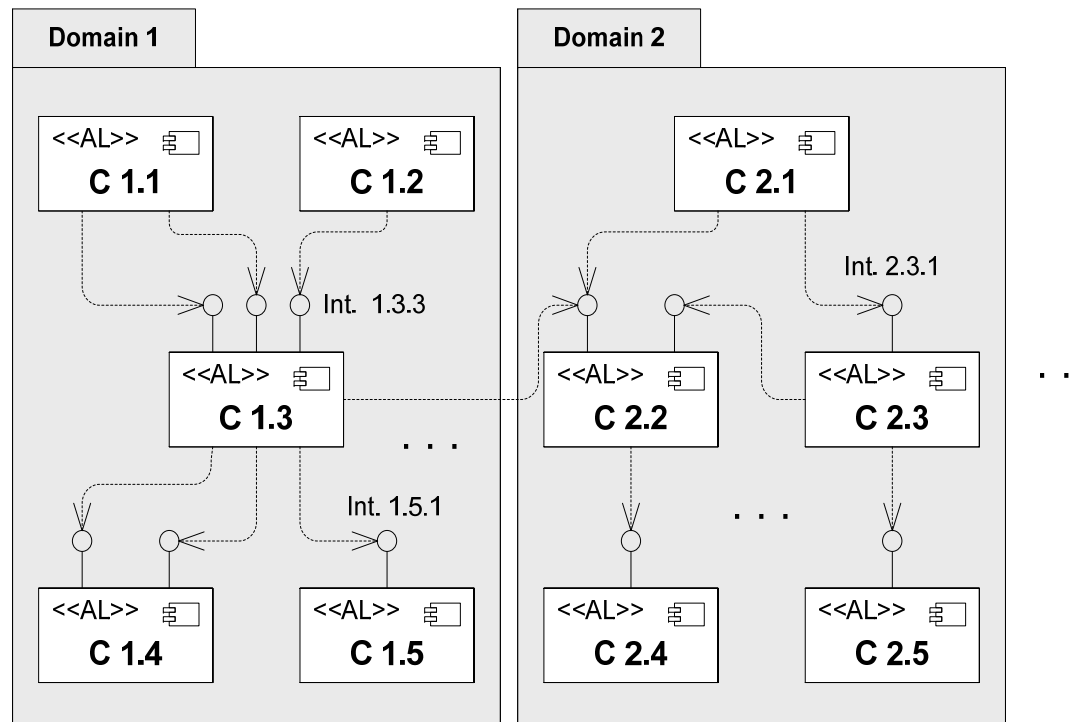 Domain 1
Domain 2
<<AL>>
C 1.1
<<AL>>
C 1.2
<<AL>>
C 2.1
Int. 1.3.3
Int. 2.3.1
<<AL>>
C 1.3
<<AL>>
C 2.2
<<AL>>
C 2.3
. . .
. .
Int. 1.5.1
. . .
<<AL>>
C 1.4
<<AL>>
C 1.5
<<AL>>
C 2.4
<<AL>>
C 2.5